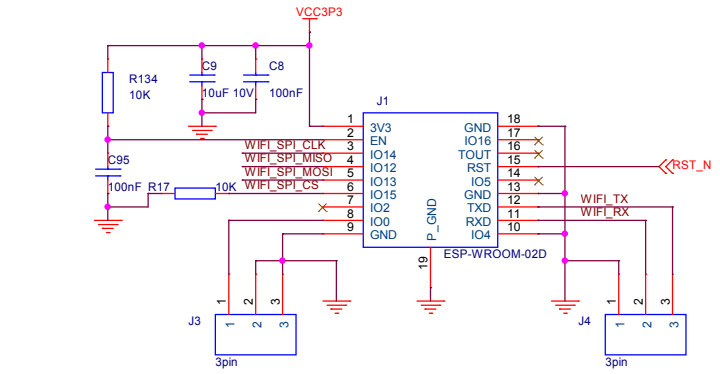 VCC3P3
C9
C8
R134
10K
10uF 10V
100nF
J1
1
3V3
GND
18
2
EN
IO16
17
WIFI_SPI_CLK
3
IO14
TOUT
16
WIFI_SPI_MISO
4
IO12
RST
15
RST_N
WIFI_SPI_MOSI
5
IO13
IO5
14
C95
100nF
R17
10K
WIFI_SPI_CS
6
IO15
GND
13
7
IO2
TXD
12
WIFI_TX
8
IO0
RXD
11
WIFI_RX
9
GND
IO4
10
P_GND
19
ESP-WROOM-02D
1
2
3
J3
1
2
3
3pin
1
2
3
J4
1
2
3
3pin